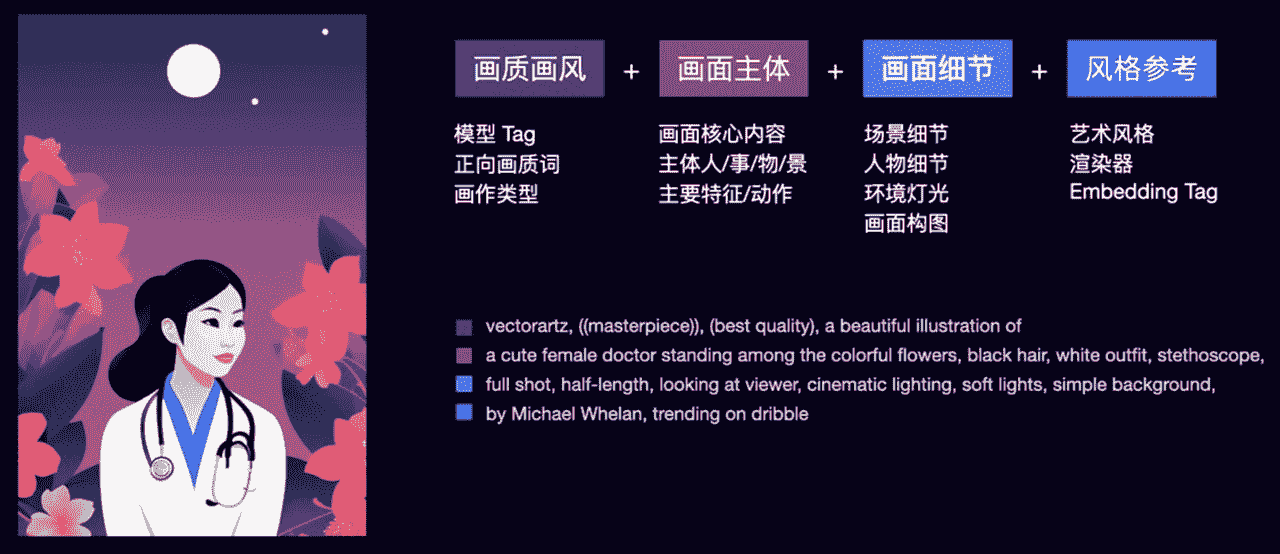 画质画风 + 画面主体 + 画面细节 + 风格参考
模型 Tag
正向画质词
画作类型
画面核心内容
主体人/事/物/景
主要特征/动作
场景细节
人物细节
环境灯光
画面构图
艺术风格
渲染器
Embedding Tag
vectorartz, ((masterpiece)), (best quality), a beautiful illustration of
a cute female doctor standing among the colorful flowers, black hair, white outfit, stethoscope,
full shot, half-length, looking at viewer, cinematic lighting, soft lights, simple background,
by Michael Whelan, trending on dribble